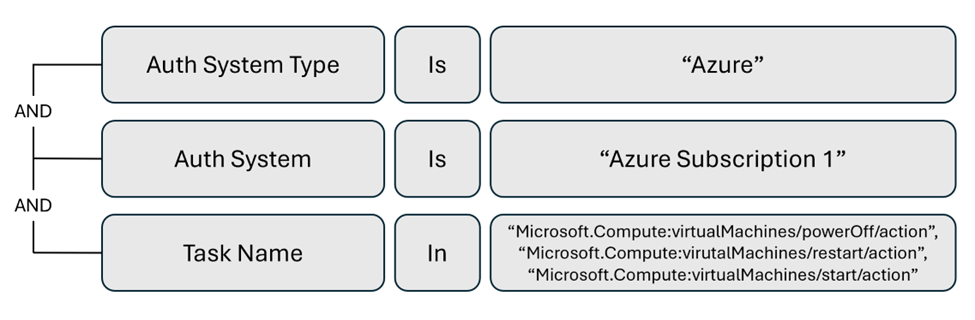 Auth System Type Is “Azure”
AND
Auth System Is “Azure Subscription 1”
AND
Task Name In “Microsoft.Compute:virtualMachines/powerOff/action”,
“Microsoft.Compute:virutalMachines/restart/action”,
“Microsoft.Compute:virtualMachines/start/action”